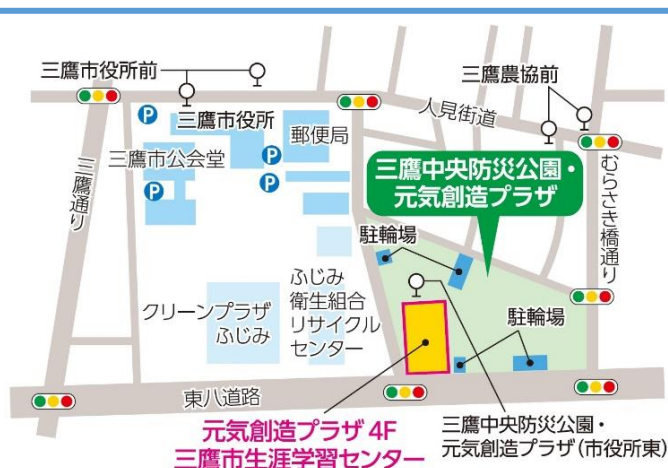 三鷹市役所前
三鷹農協前
人見街道
P
三鷹市役所
郵便局
三鷹市公会堂
P
P
P
三鷹通り
三鷹中央防災公園・
元気創造プラザ
むらさき橋通り
駐輪場
ふじみ
衛生組合
リサイクル
センター
クリーンプラザ
ふじみ
駐輪場
東八道路
元気創造プラザ 4F
三鷹市生涯学習センター
三鷹中央防災公園・
元気創造プラザ(市役所東)